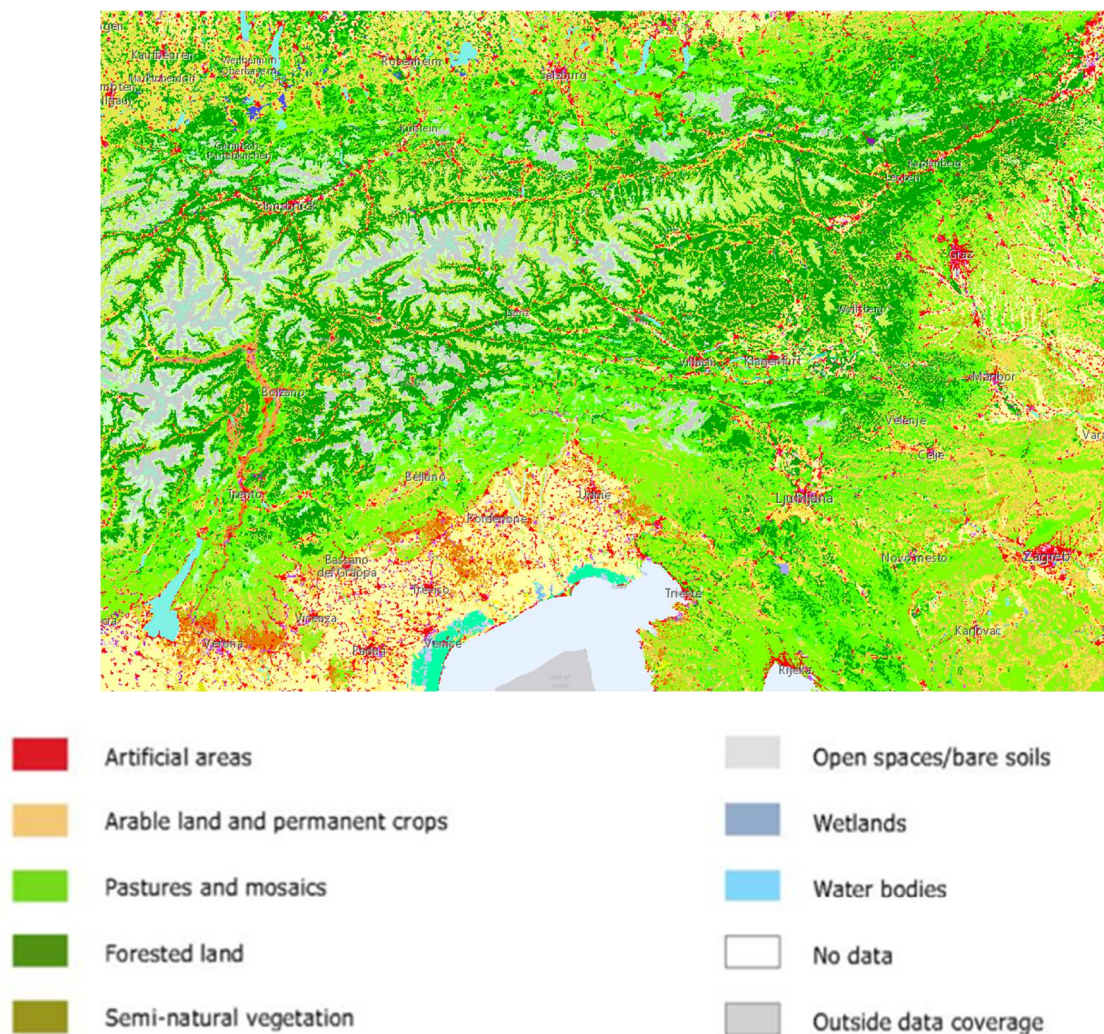 Kaufbeuren
Weilheim in
Oberbayern
Rosenheim
Marktoberdorf
Salzburg
Kufstein
Garmisch
Partenkirchen
Kapfenberg
Leoben
Innsbruck
Graz
Lienz
Wolfsberg
Villach
Klagenfurt
Maribor
Bolzano
Velenje
Celje
Belluno
Trento
Udine
Ljubljana
Pordenone
Bassano
del Grappa
Novo mesto
Zagreb
Treviso
Trieste
Vicenza
Karlovac
Verona
Padua
Venice
Rijeka
Artificial areas
Arable land and permanent crops
Pastures and mosaics
Forested land
Semi-natural vegetation
Open spaces/bare soils
Wetlands
Water bodies
No data
Outside data coverage